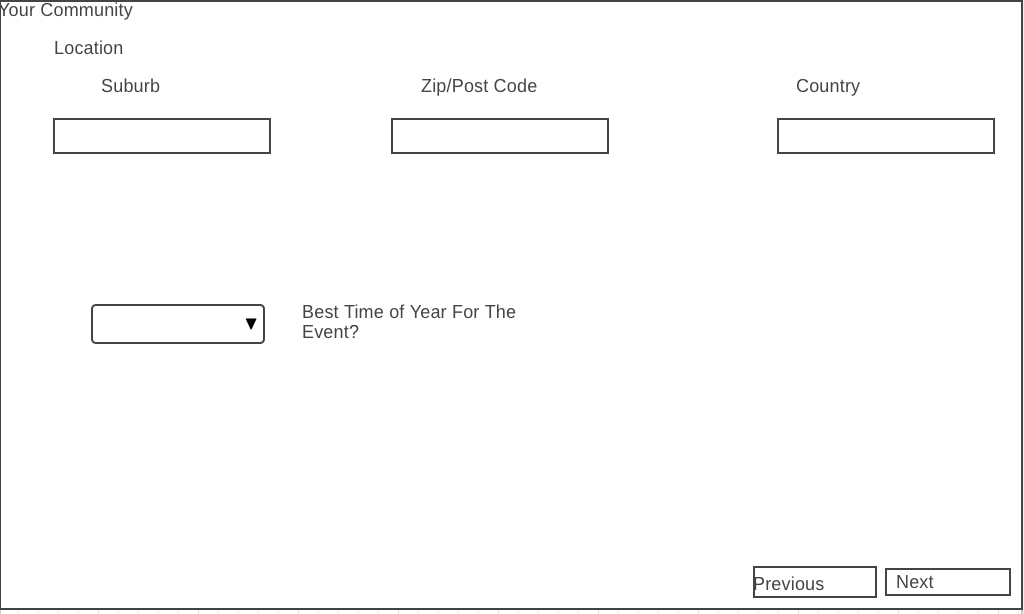 Your Community
Location
Suburb
Zip/Post Code
Country
Best Time of Year For The
Event?
Previous
Next